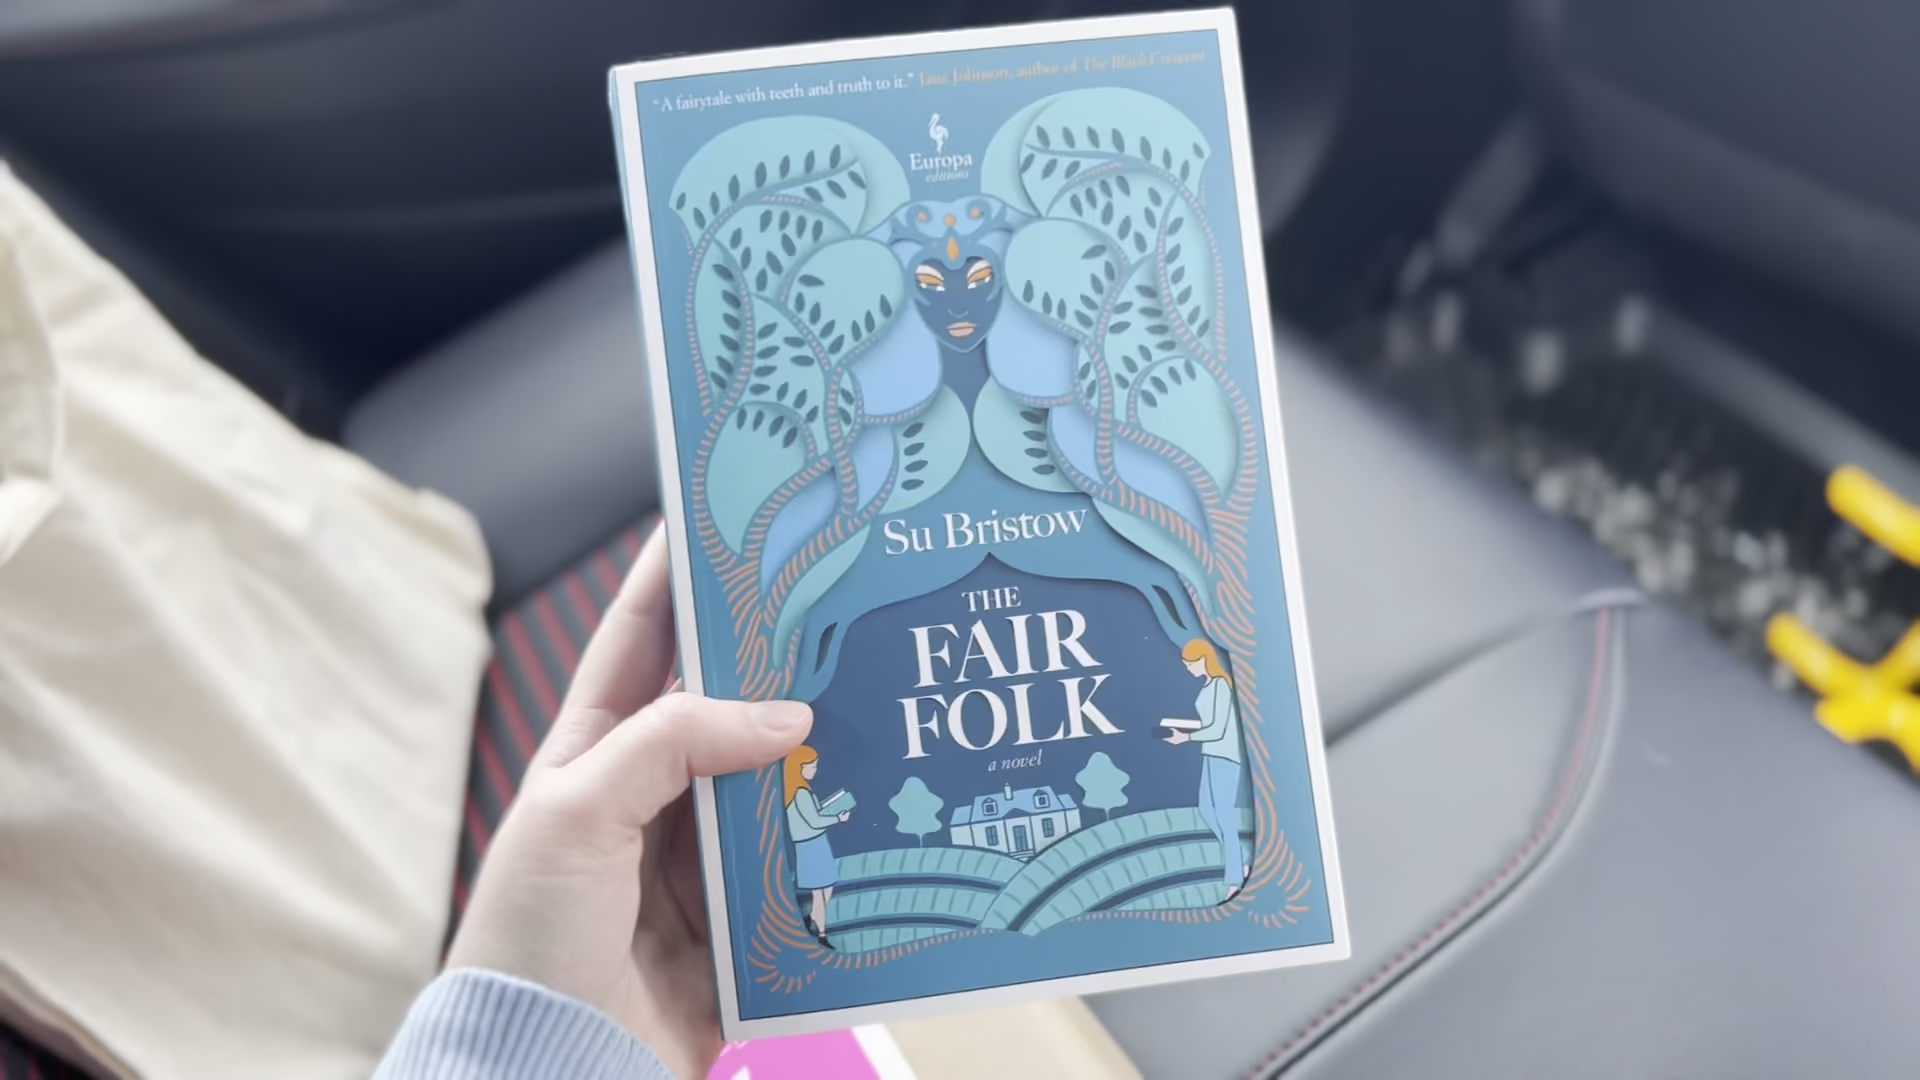 “A fairytale with teeth and truth to it.” Jane Johnson, author of The Black Crescent
Europa
editions
Su Bristow
THE
FAIR
FOLK
a novel